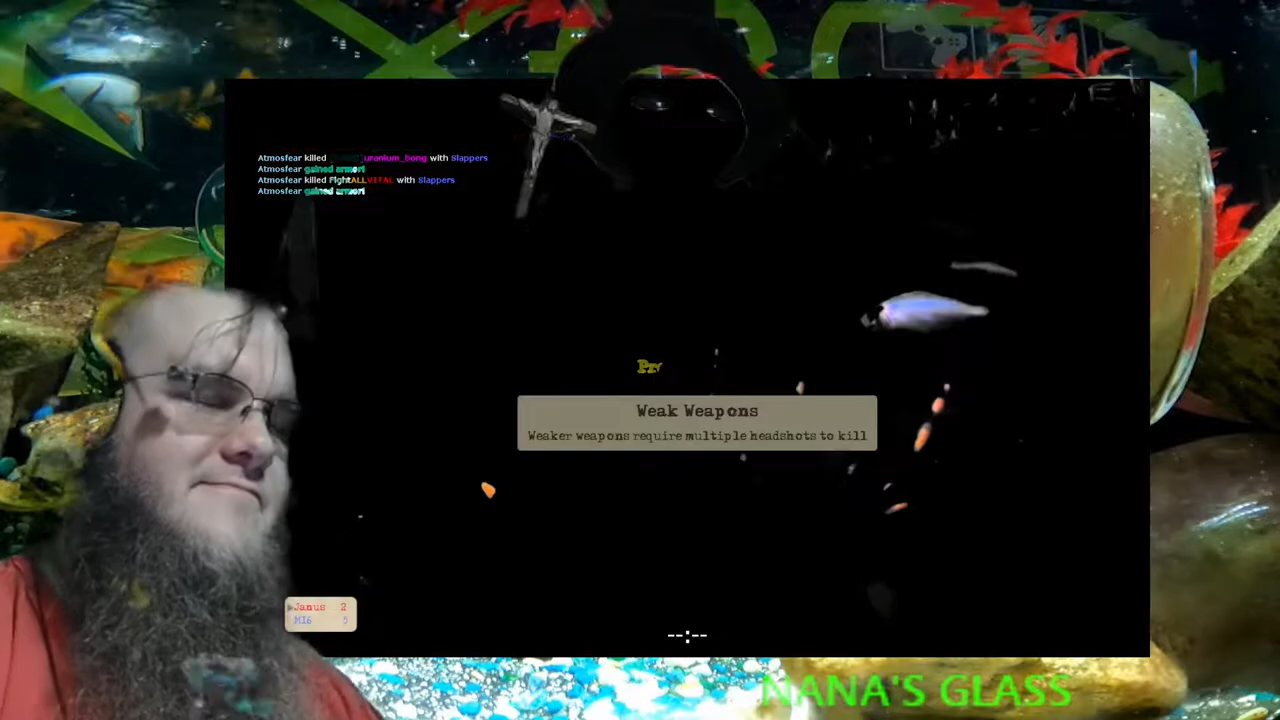 Atmosfear killed uranium_bong with Slappers
Atmosfear gained armor!
Atmosfear killed FightALLVITAL with Slappers
Atmosfear gained armor!
Weak Weapons
Weaker weapons require multiple headshots to kill
Janus 2
MI6 5
--:--
NANA'S GLASS